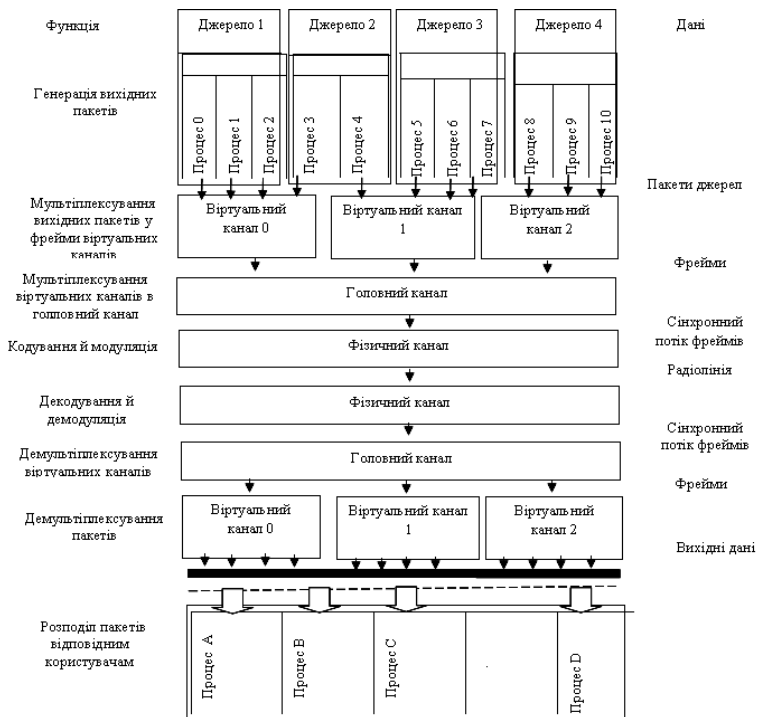 Функція
Джерело 1
Джерело 2
Джерело 3
Джерело 4
Дані
Генерація вихідних
пакетів
Процес 0
Процес 1
Процес 2
Процес 3
Процес 4
Процес 5
Процес 6
Процес 7
Процес 8
Процес 9
Процес 10
Пакети джерел
Мультіплексування
вихідних пакетів у
фрейми віртуальних
каналів
Віртуальний
канал 0
Віртуальний канал
1
Віртуальний
канал 2
Фрейми
Мультіплексування
віртуальних каналів в
голловний канал
Головний канал
Сінхронний
потік фреймів
Кодування й модуляція
Фізичний канал
Радіолінія
Декодування й
демодуляція
Фізичний канал
Сінхронний
потік фреймів
Демультіплексування
віртуальних каналів
Головний канал
Фрейми
Демультіплексування
пакетів
Віртуальний
канал 0
Віртуальний канал
1
Віртуальний
канал 2
Вихідні дані
Розподіл пакетів
відповідним
користувачам
Процес A
Процес B
Процес C
Процес D